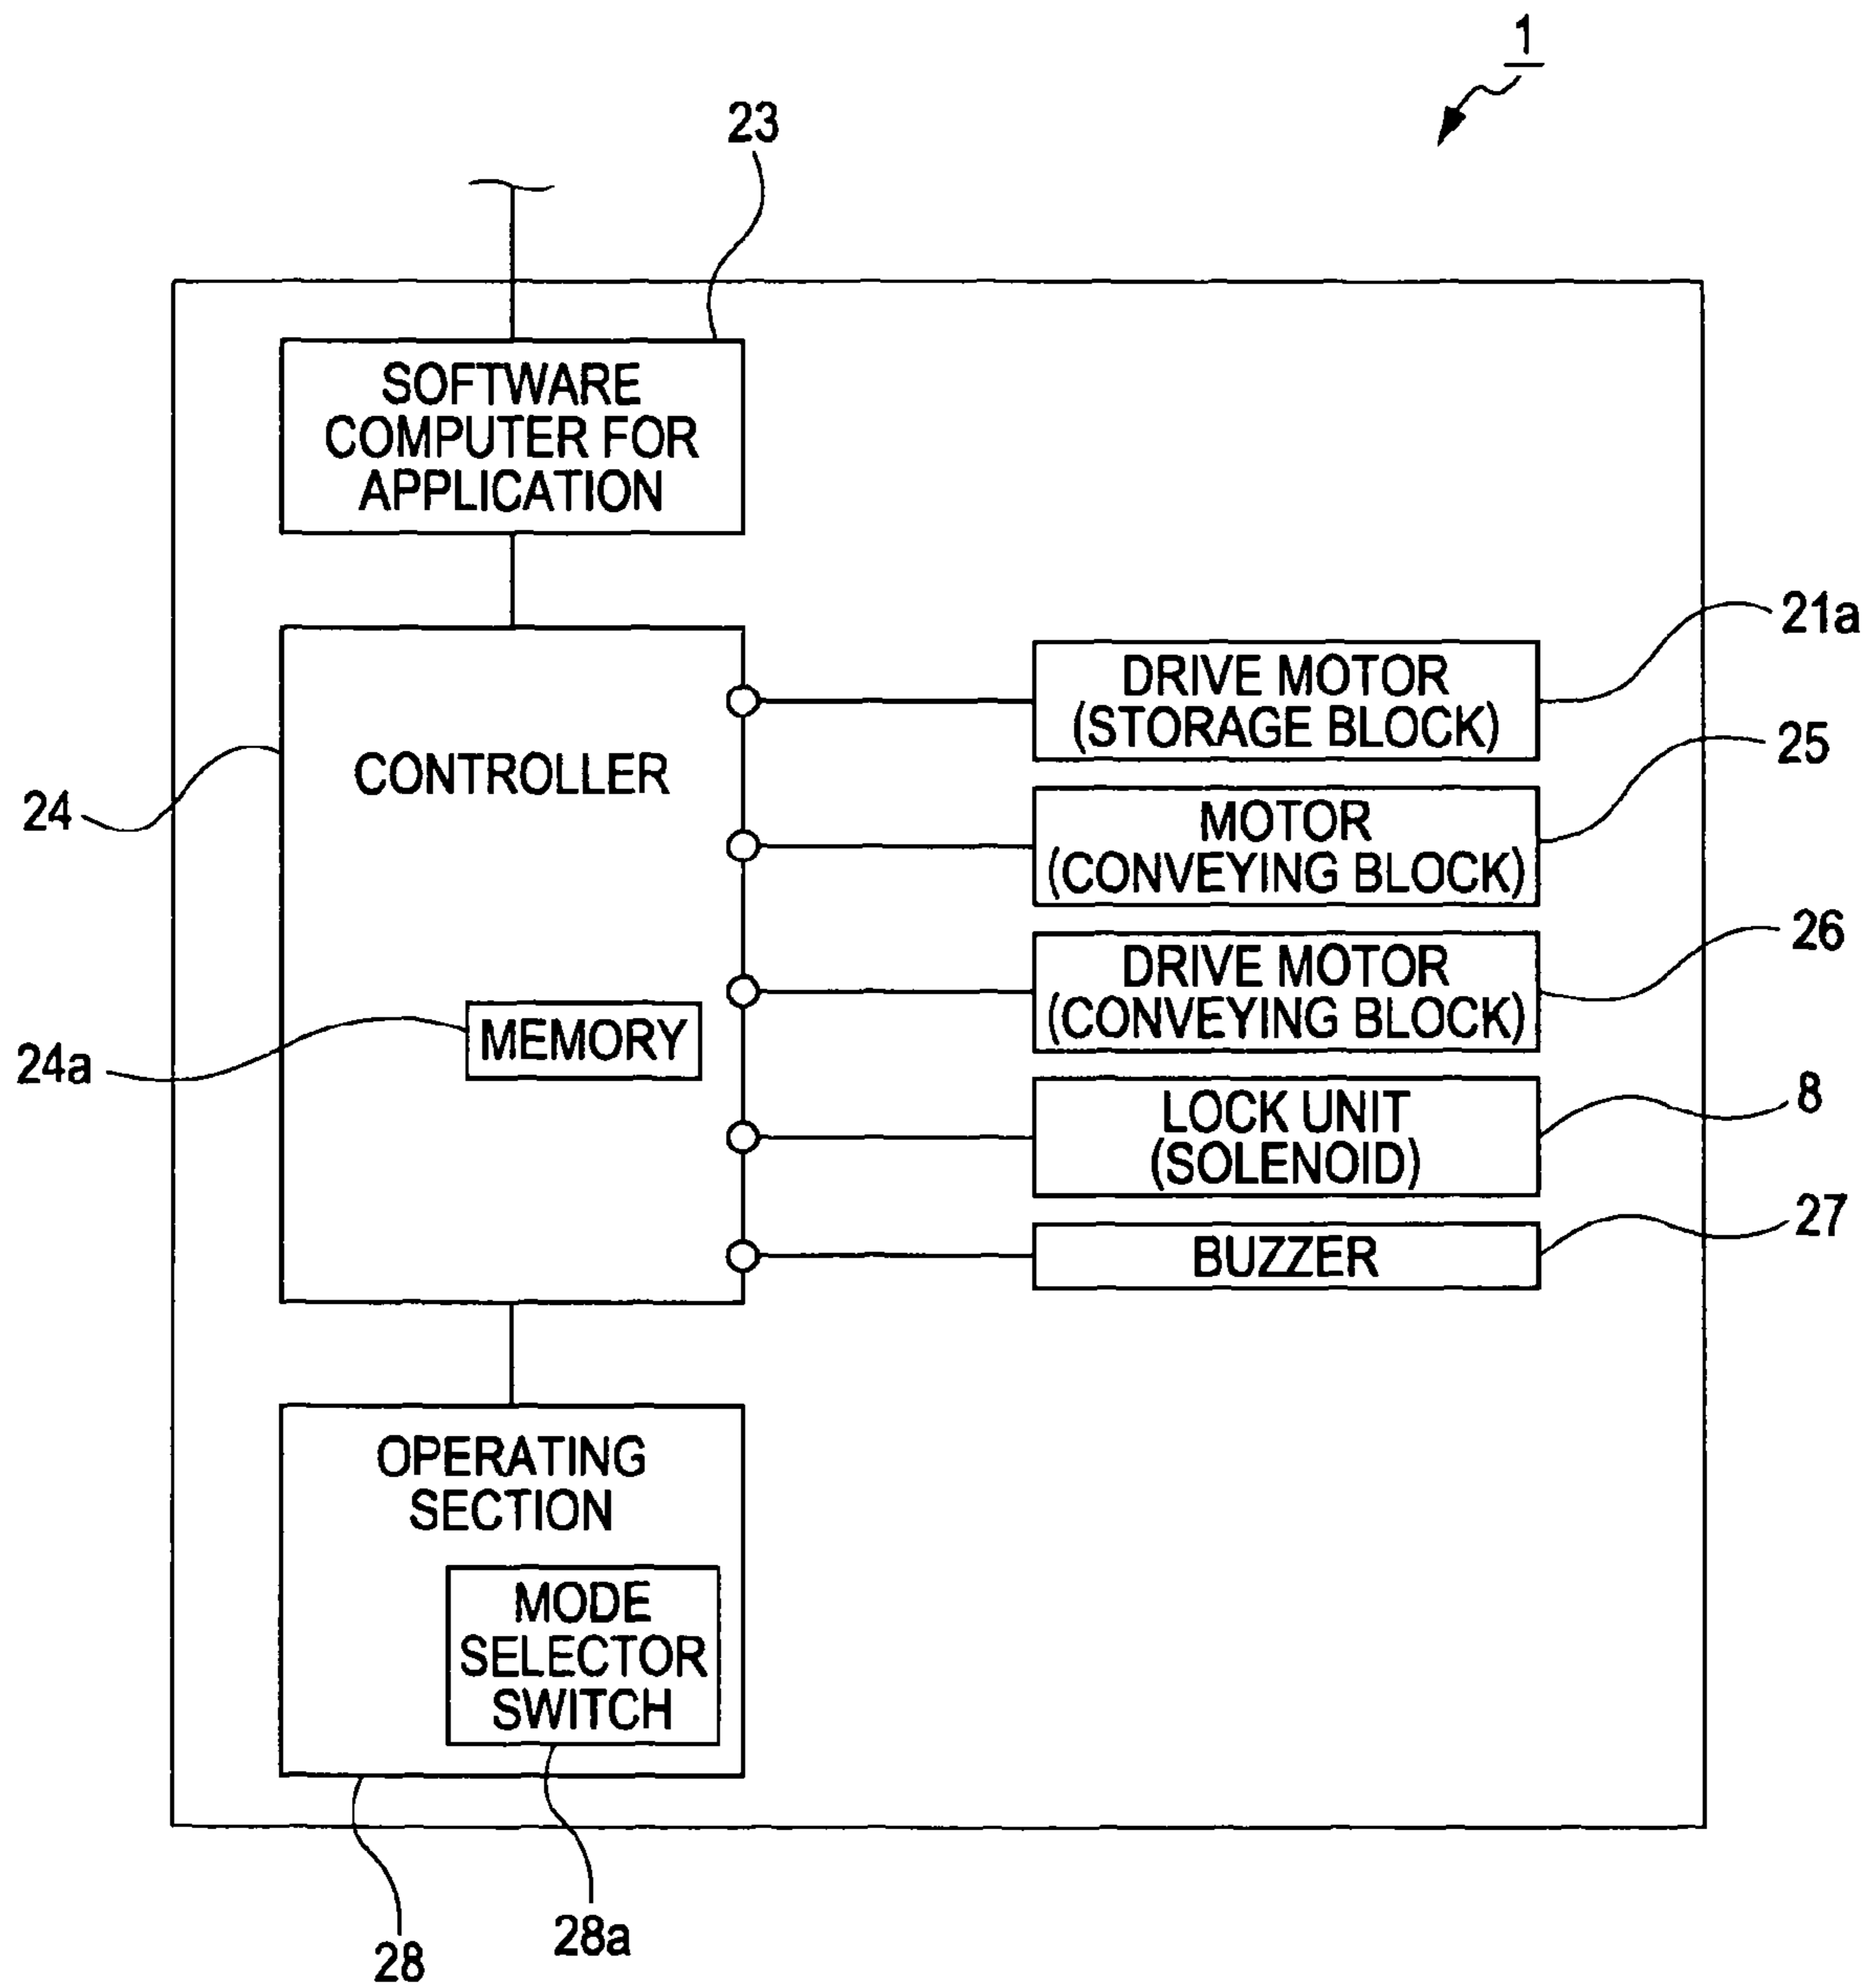 1
23
SOFTWARE
COMPUTER FOR
APPLICATION
21a
DRIVE MOTOR
(STORAGE BLOCK)
25
24
CONTROLLER
MOTOR
(CONVEYING BLOCK)
26
DRIVE MOTOR
(CONVEYING BLOCK)
24a
MEMORY
8
LOCK UNIT
(SOLENOID)
27
BUZZER
OPERATING
SECTION
MODE
SELECTOR
SWITCH
28a
28